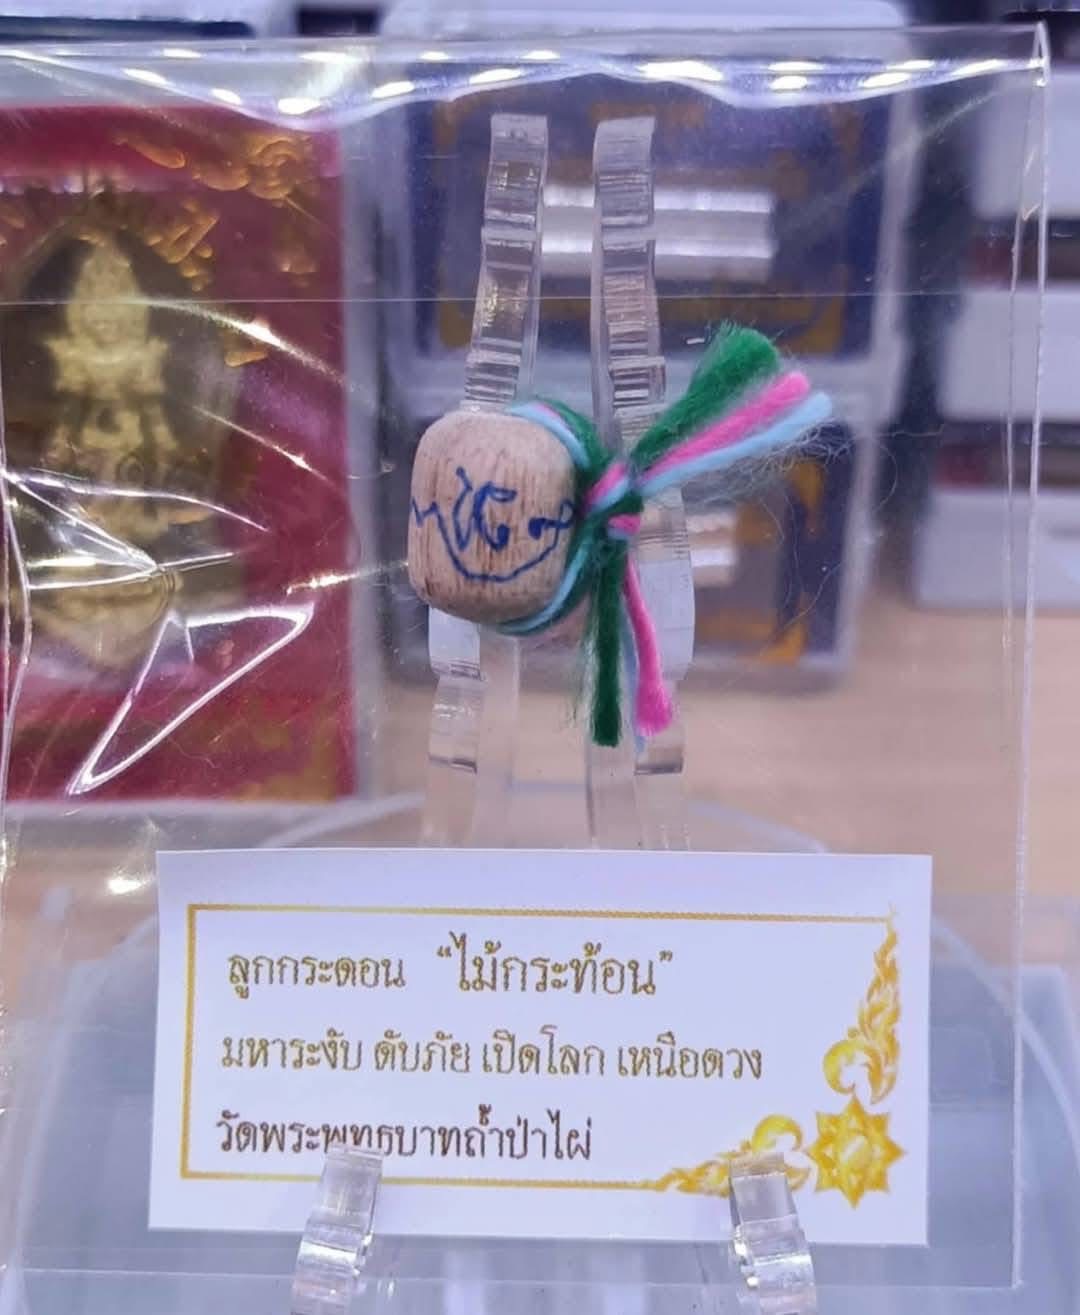 ลูกกระดอน “ไม้กระท้อน”
มหาระงับ ดับภัย เปิดโลก เหนือดวง
วัดพระพุทธบาทถ้ำป่าไผ่